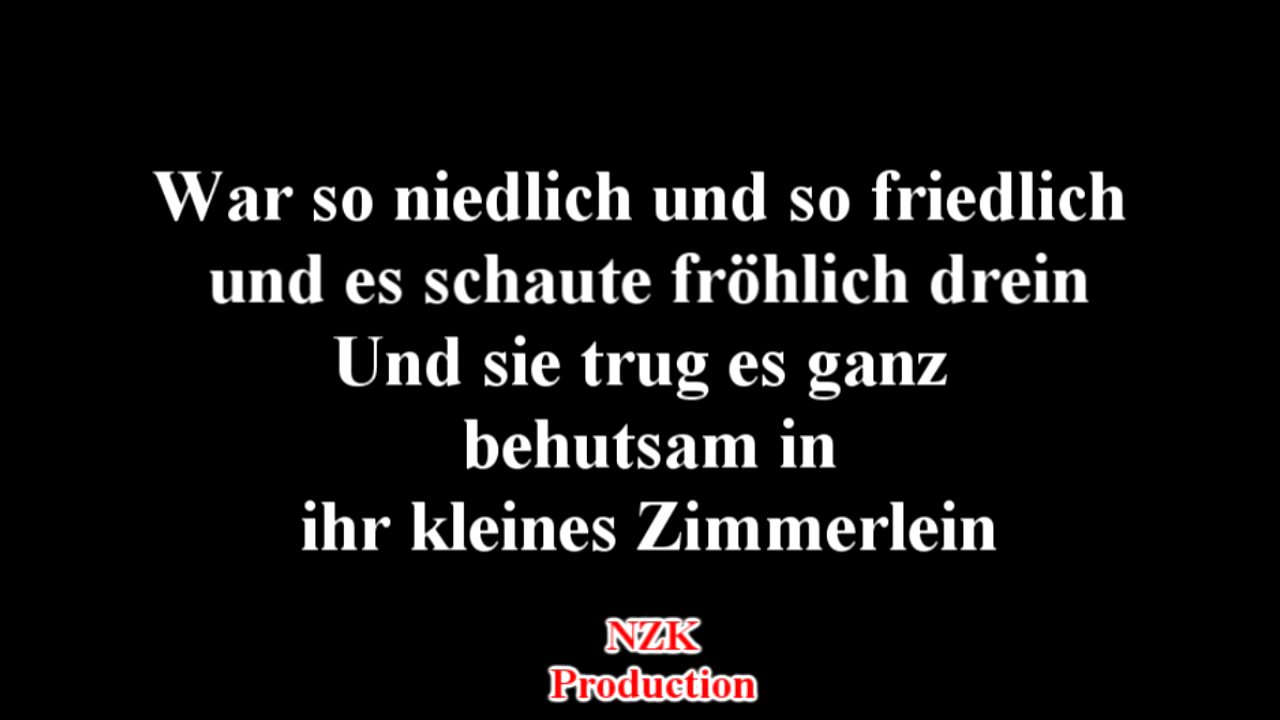 War so niedlich und so friedlich
und es schaute fröhlich drein
Und sie trug es ganz
behutsam in
ihr kleines Zimmerlein
NZK
Production